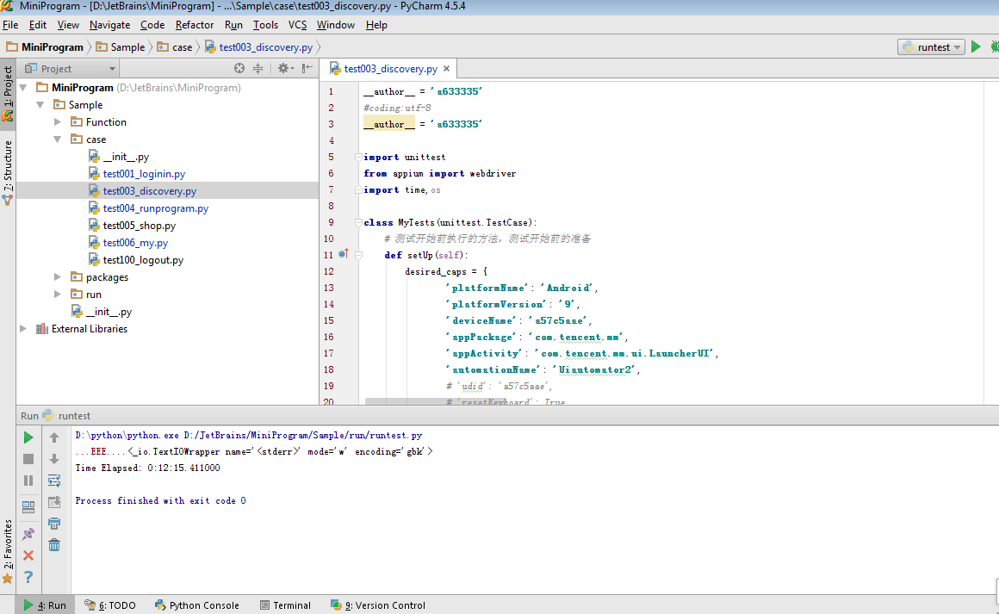 MiniProgram - [D:\JetBrains\MiniProgram] - ...\Sample\case\test003_discovery.py - PyCharm 4.5.4
File Edit View Navigate Code Refactor Run Tools VCS Window Help
MiniProgram Sample case test003_discovery.py runtest
Project test003_discovery.py
1: Project
7: Structure
2: Favorites
MiniProgram (D:\JetBrains\MiniProgram)
Sample
Function
case
__init__.py
test001_loginin.py
test003_discovery.py
test004_runprogram.py
test005_shop.py
test006_my.py
test100_logout.py
packages
run
__init__.py
External Libraries
1 __author__ = 'a633335'
2 #coding:utf-8
3 __author__ = 'a633335'
4
5 import unittest
6 from appium import webdriver
7 import time,os
8
9 class MyTests(unittest.TestCase):
10 # 测试开始前执行的方法，测试开始前的准备
11 def setUp(self):
12 desired_caps = {
13 'platformName': 'Android',
14 'platformVersion': '9',
15 'deviceName': 'a57c5aae',
16 'appPackage': 'com.tencent.mm',
17 'appActivity': 'com.tencent.mm.ui.LauncherUI',
18 'automationName': 'Uiautomator2',
19 # 'udid': 'a57c5aae',
20 # 'resetKeyboard': True
Run runtest
D:\python\python.exe D:/JetBrains/MiniProgram/Sample/run/runtest.py
...EEE....<_io.TextIOWrapper name='<stderr>' mode='w' encoding='gbk'>
Time Elapsed: 0:12:15.411000
Process finished with exit code 0
4: Run 6: TODO Python Console Terminal 9: Version Control